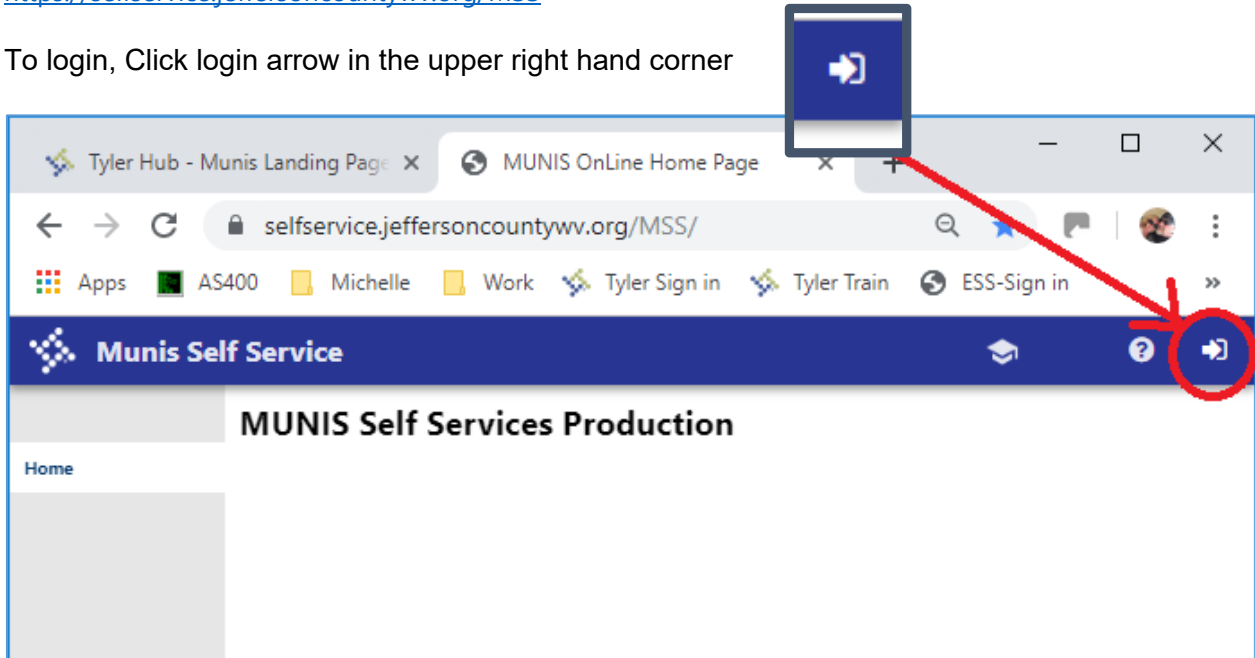 To login, Click login arrow in the upper right hand corner
Tyler Hub - Munis Landing Page
MUNIS OnLine Home Page
selfservice.jeffersoncountywv.org/MSS/
Apps AS400 Michelle Work Tyler Sign in Tyler Train ESS-Sign in »
Munis Self Service
MUNIS Self Services Production
Home